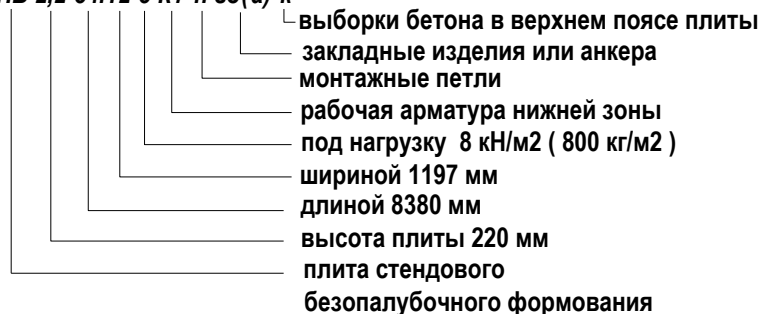 выборки бетона в верхнем поясе плиты
закладные изделия или анкера
монтажные петли
рабочая арматура нижней зоны
под нагрузку 8 кН/м2 ( 800 кг/м2 )
шириной 1197 мм
длиной 8380 мм
высота плиты 220 мм
плита стендового
безопалубочного формования